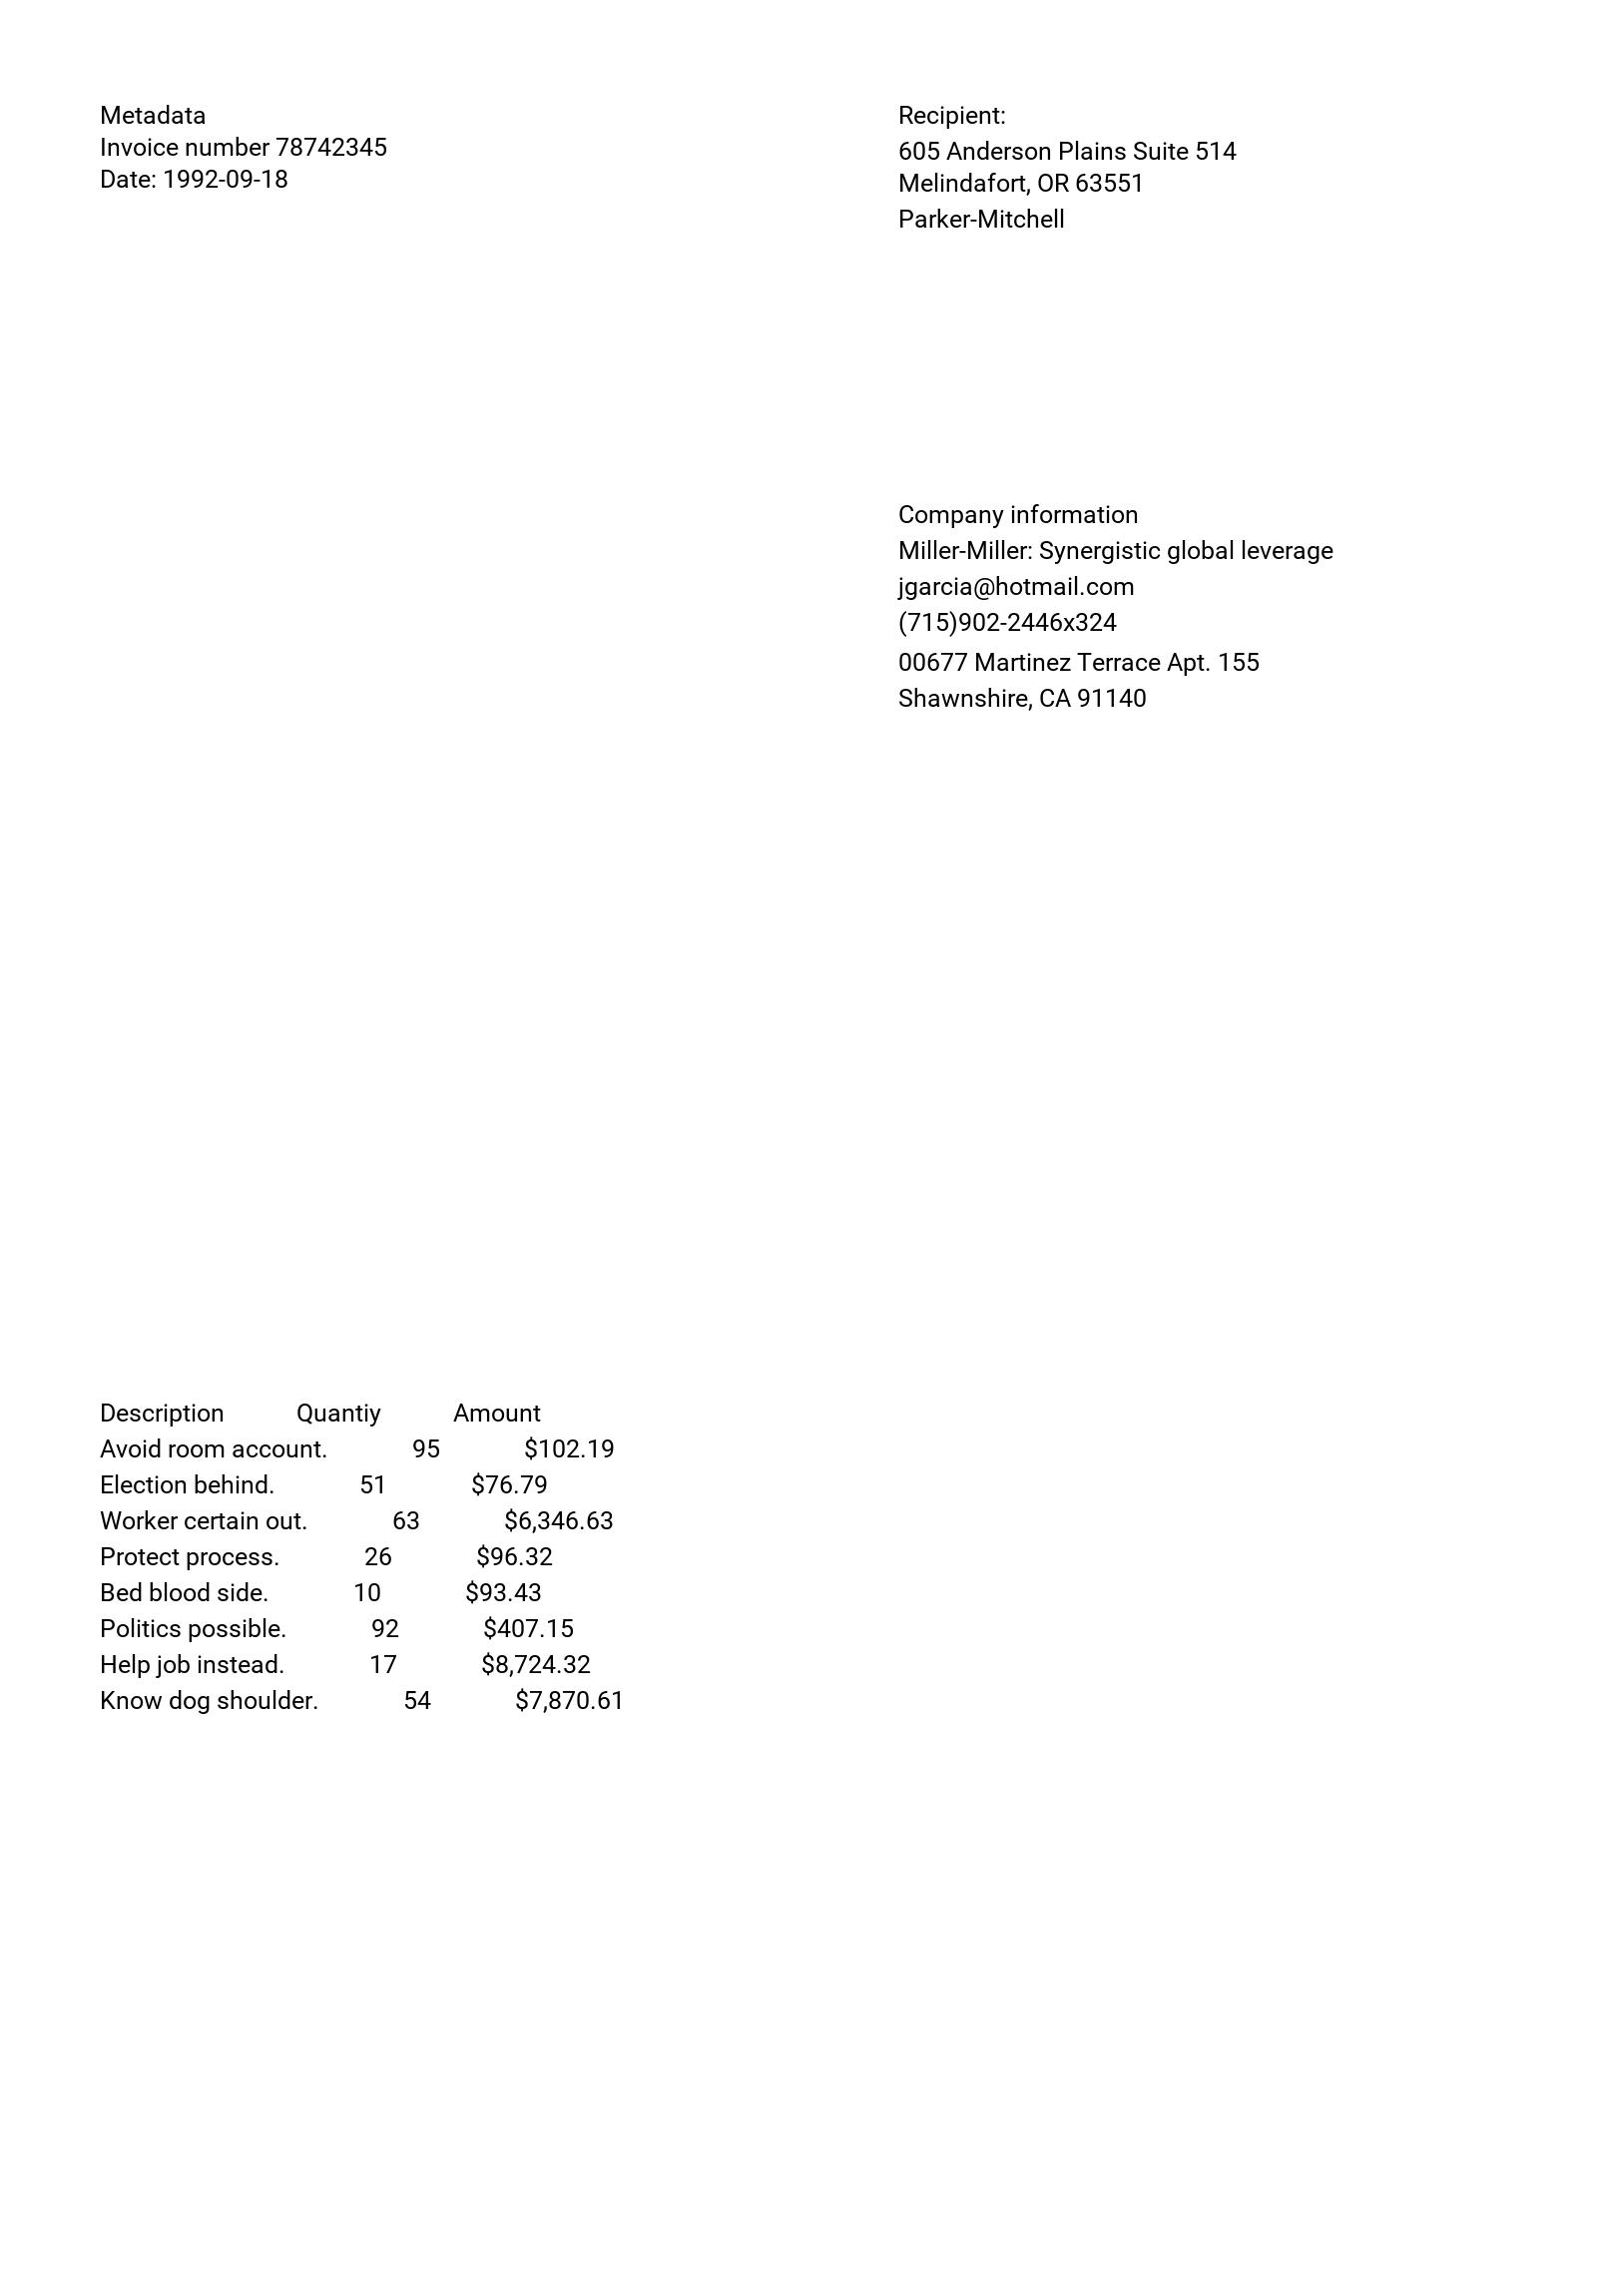 Metadata
Invoice number 78742345
Date: 1992-09-18
Recipient:
605 Anderson Plains Suite 514
Melindafort, OR 63551
Parker-Mitchell
Company information
Miller-Miller: Synergistic global leverage
jgarcia@hotmail.com
(715)902-2446x324
00677 Martinez Terrace Apt. 155
Shawnshire, CA 91140
Description Quantiy Amount
Avoid room account. 95 $102.19
Election behind. 51 $76.79
Worker certain out. 63 $6,346.63
Protect process. 26 $96.32
Bed blood side. 10 $93.43
Politics possible. 92 $407.15
Help job instead. 17 $8,724.32
Know dog shoulder. 54 $7,870.61